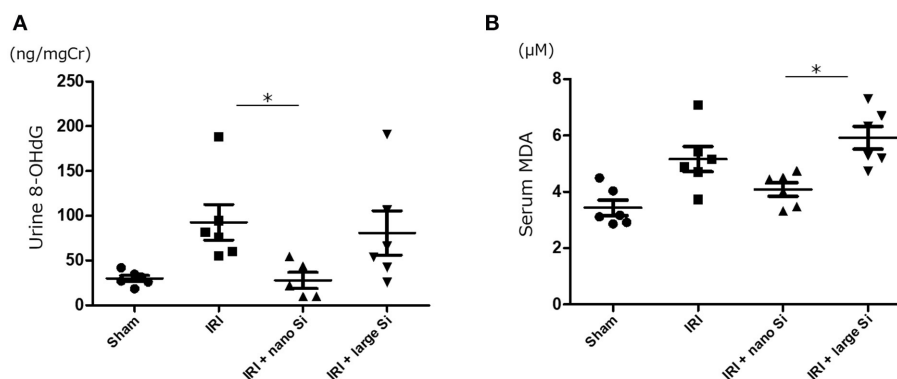 A
(ng/mgCr)
250
200
150
100
50
0
Urine 8-OHdG
*
Sham
IRI
IRI + nano Si
IRI + large Si
B
(µM)
8
6
4
2
0
Serum MDA
*
Sham
IRI
IRI + nano Si
IRI + large Si